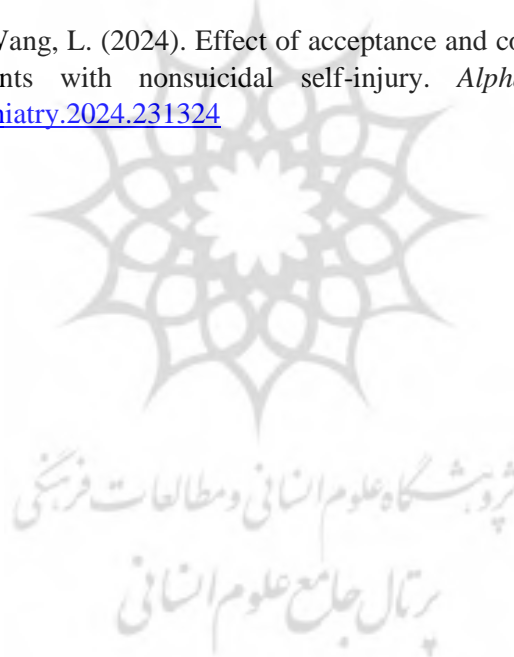 Wang, L. (2024). Effect of acceptance and co
nts with nonsuicidal self-injury. Alpha
hiatry.2024.231324
پژوهشگاه علوم انسانی و مطالعات فرهنگی
پرتال جامع علوم انسانی